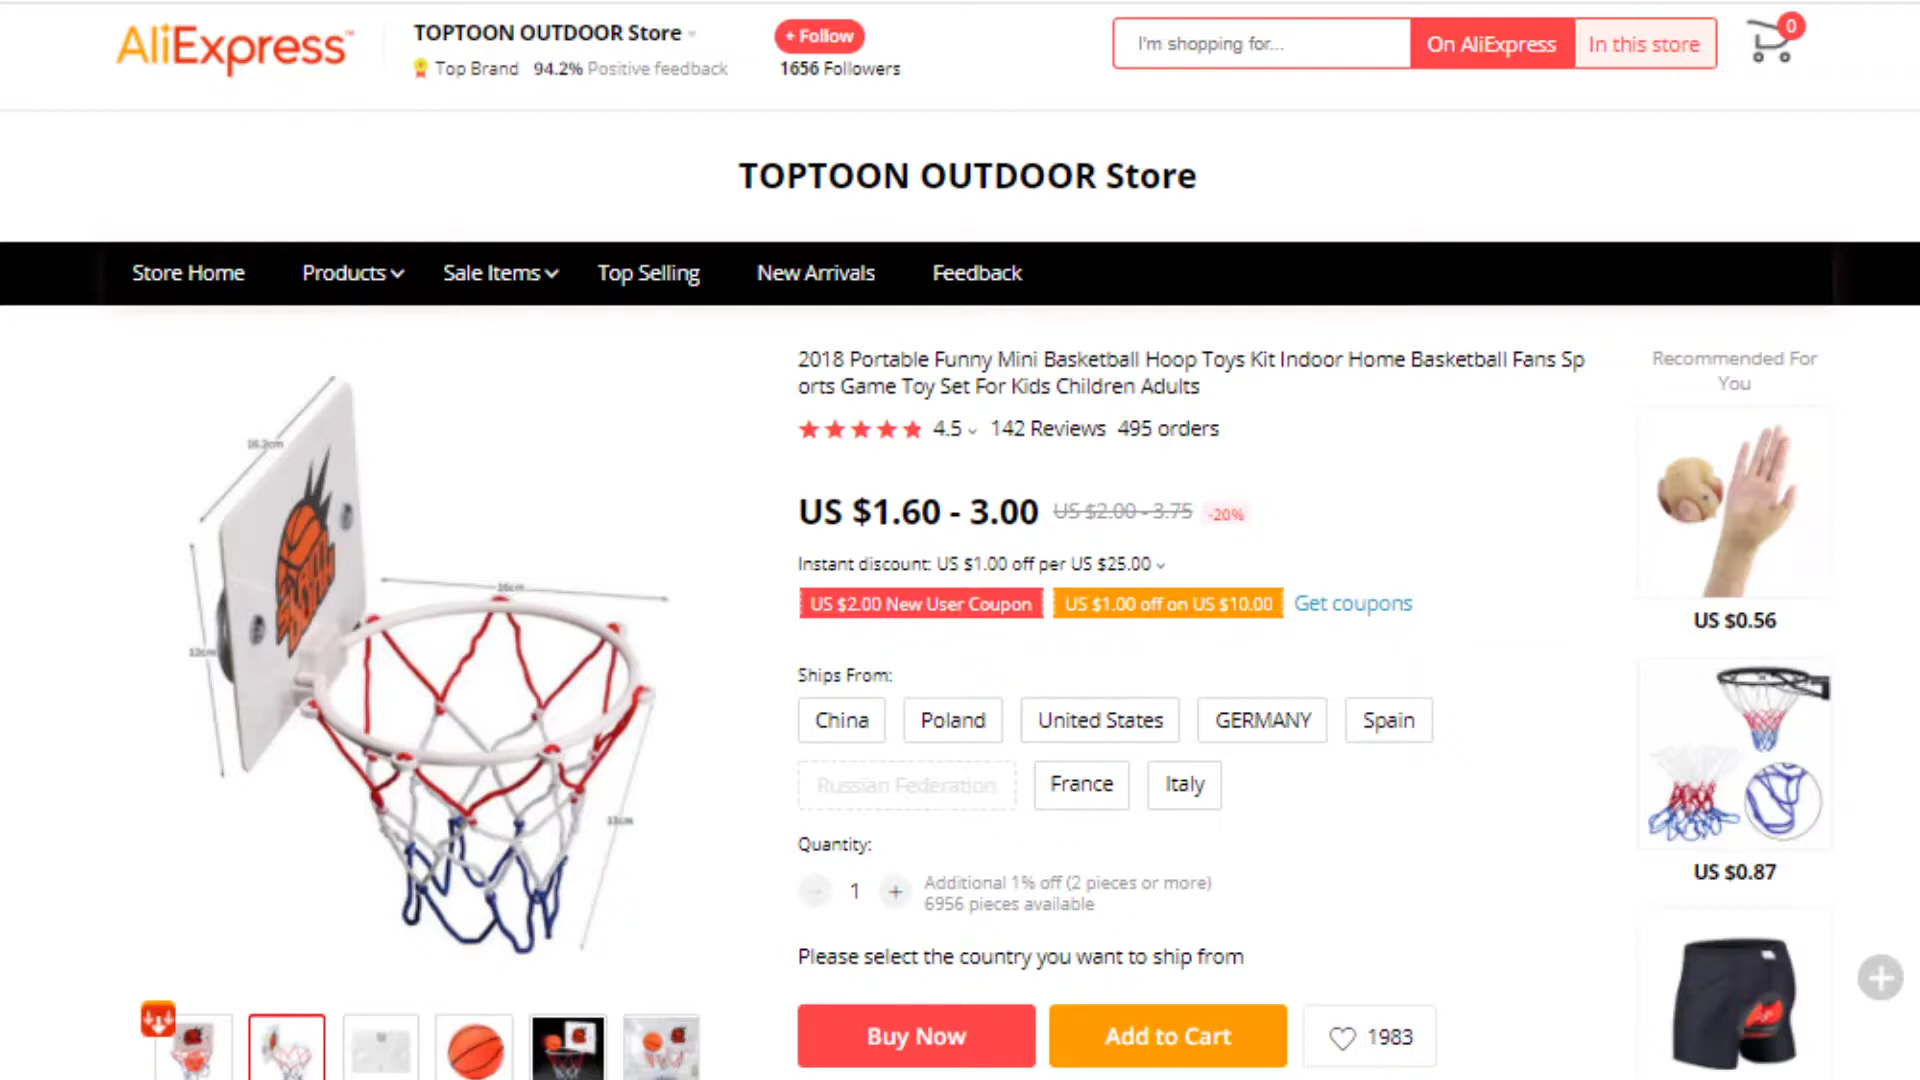 AliExpress™
TOPTOON OUTDOOR Store
+ Follow
I'm shopping for...
On AliExpress
In this store
0
Top Brand 94.2% Positive feedback
1656 Followers
TOPTOON OUTDOOR Store
Store Home Products Sale Items Top Selling New Arrivals Feedback
2018 Portable Funny Mini Basketball Hoop Toys Kit Indoor Home Basketball Fans Sp
orts Game Toy Set For Kids Children Adults
4.5 142 Reviews 495 orders
US $1.60 - 3.00 US $2.00 - 3.75 -20%
Instant discount: US $1.00 off per US $25.00
US $2.00 New User Coupon US $1.00 off on US $10.00 Get coupons
Ships From:
China Poland United States GERMANY Spain
Russian Federation France Italy
Quantity:
1
Additional 1% off (2 pieces or more)
6956 pieces available
Please select the country you want to ship from
Buy Now Add to Cart 1983
Recommended For
You
US $0.56
US $0.87
16cm
12cm